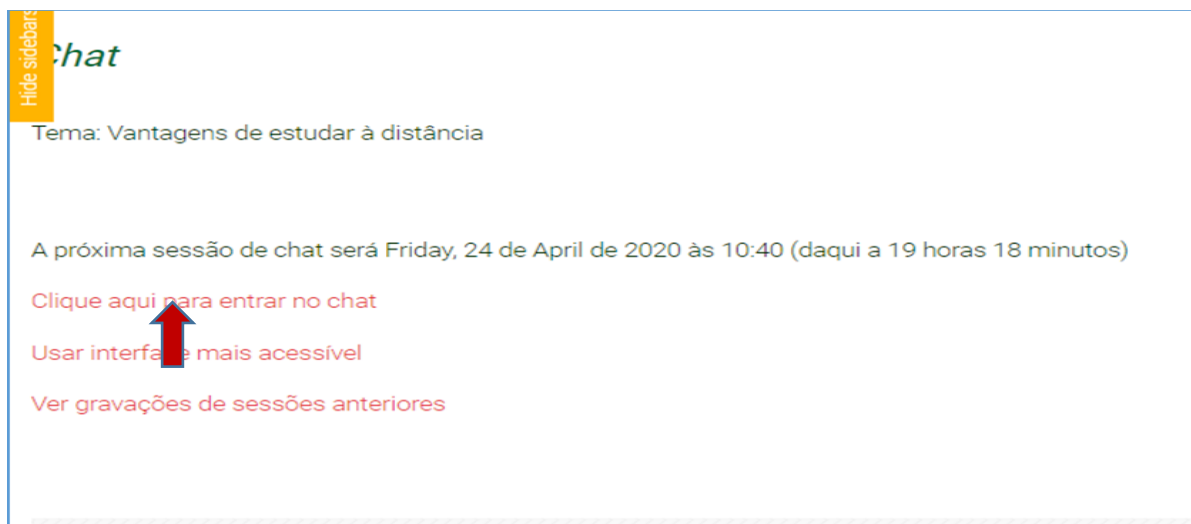 Hide sidebars
Chat
Tema: Vantagens de estudar à distância
A próxima sessão de chat será Friday, 24 de April de 2020 às 10:40 (daqui a 19 horas 18 minutos)
Clique aqui para entrar no chat
Usar interface mais acessível
Ver gravações de sessões anteriores